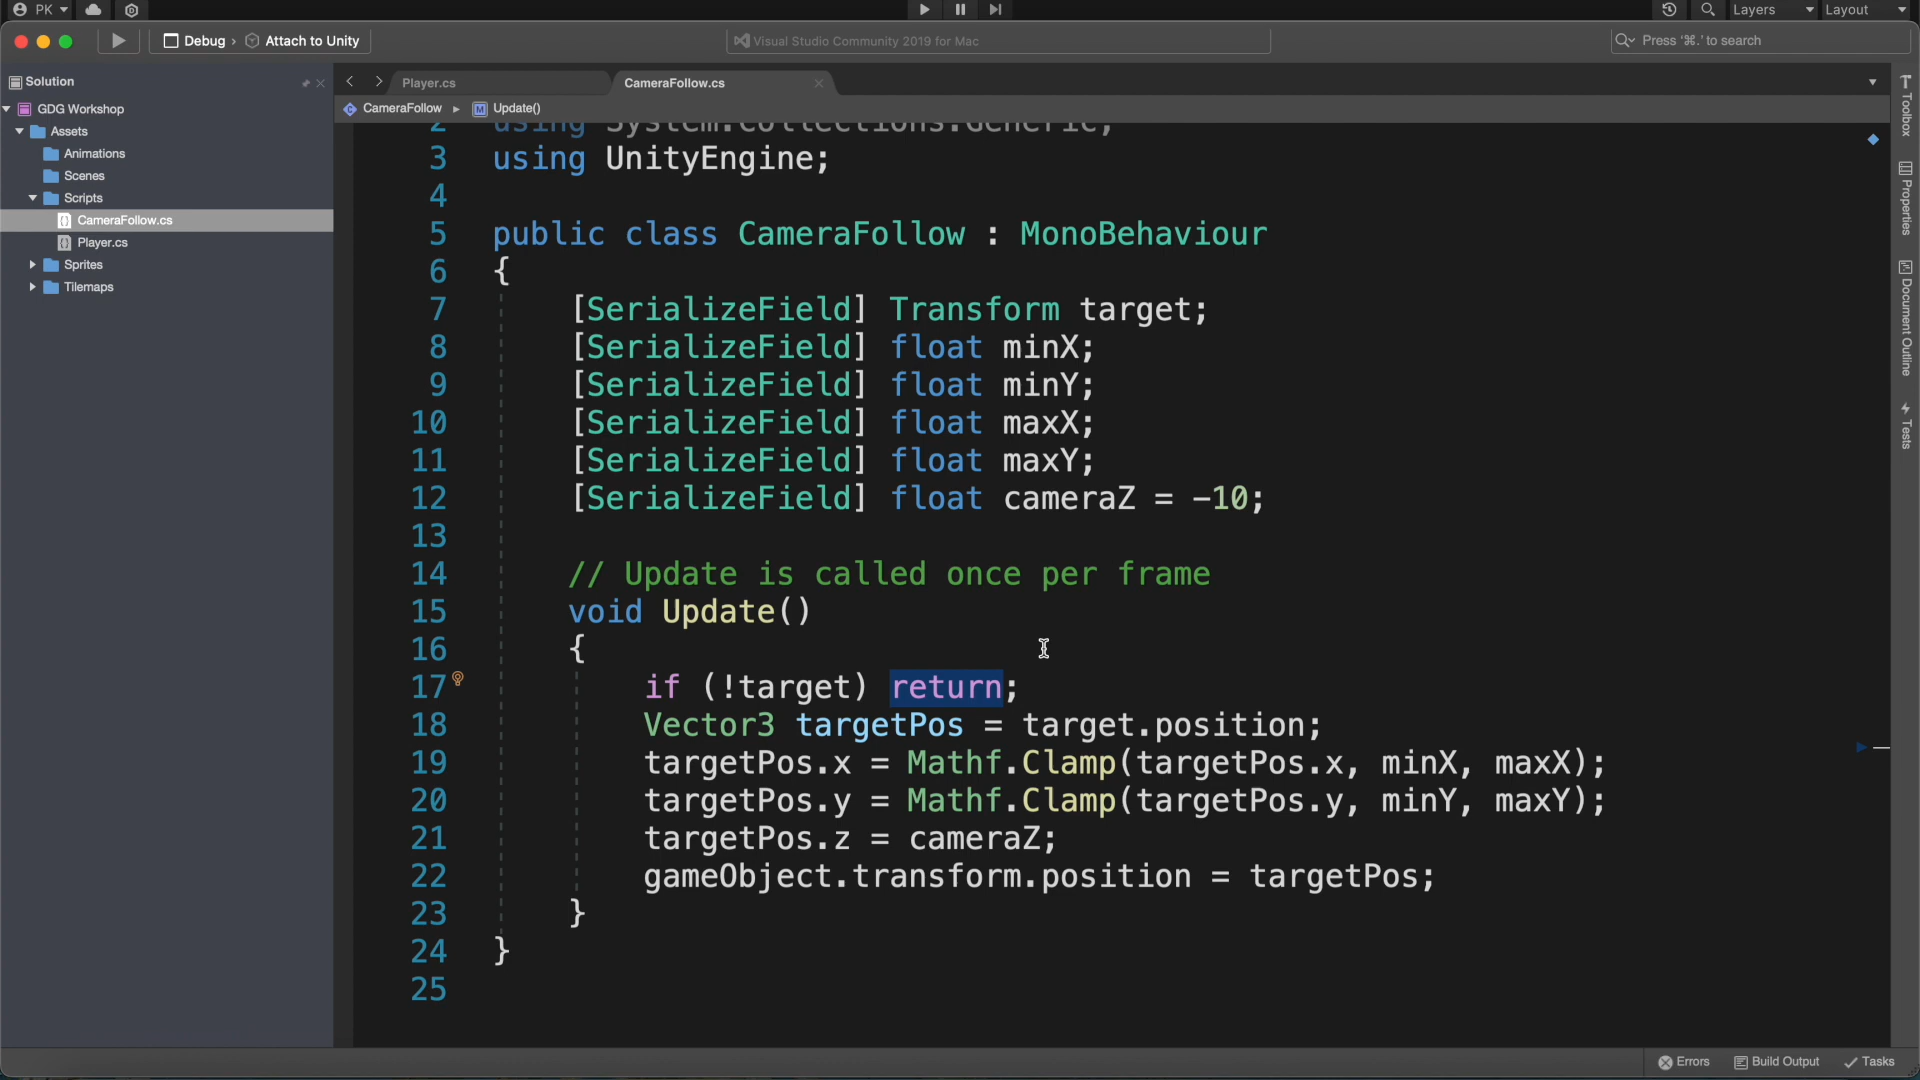 PK
Layers
Layout
Debug › Attach to Unity
Visual Studio Community 2019 for Mac
Press '⌘.' to search
Solution
GDG Workshop
Assets
Animations
Scenes
Scripts
CameraFollow.cs
Player.cs
Sprites
Tilemaps
Player.cs
CameraFollow.cs
CameraFollow ▸ M Update()
2 using System.Collections.Generic;
3 using UnityEngine;
4
5 public class CameraFollow : MonoBehaviour
6 {
7 [SerializeField] Transform target;
8 [SerializeField] float minX;
9 [SerializeField] float minY;
10 [SerializeField] float maxX;
11 [SerializeField] float maxY;
12 [SerializeField] float cameraZ = -10;
13
14 // Update is called once per frame
15 void Update()
16 {
17 if (!target) return;
18 Vector3 targetPos = target.position;
19 targetPos.x = Mathf.Clamp(targetPos.x, minX, maxX);
20 targetPos.y = Mathf.Clamp(targetPos.y, minY, maxY);
21 targetPos.z = cameraZ;
22 gameObject.transform.position = targetPos;
23 }
24 }
25
Toolbox
Properties
Document Outline
Tests
Errors
Build Output
Tasks